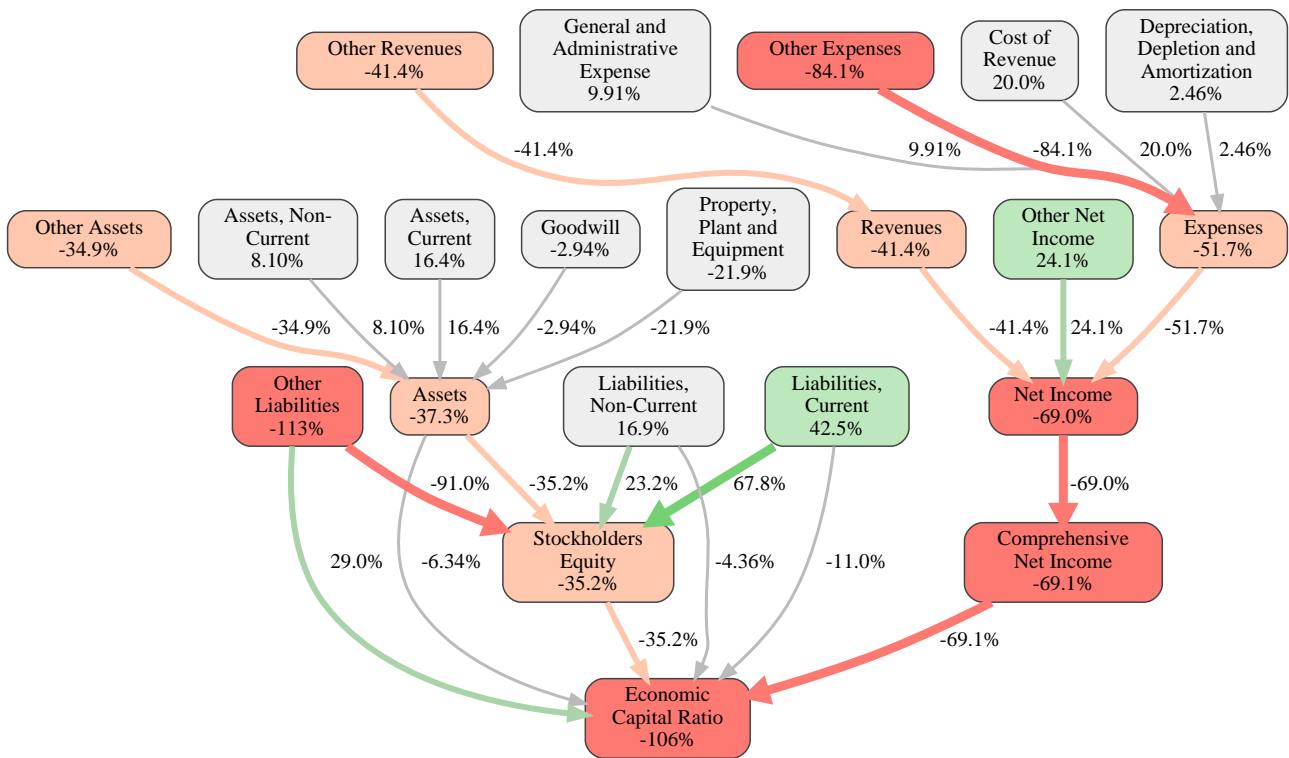 Other Revenues
-41.4%
General and
Administrative
Expense
9.91%
Other Expenses
-84.1%
Cost of
Revenue
20.0%
Depreciation,
Depletion and
Amortization
2.46%
-41.4%
9.91%
-84.1%
20.0%
2.46%
Other Assets
-34.9%
Assets, Non-
Current
8.10%
Assets,
Current
16.4%
Goodwill
-2.94%
Property,
Plant and
Equipment
-21.9%
Revenues
-41.4%
Other Net
Income
24.1%
Expenses
-51.7%
-34.9%
8.10%
16.4%
-2.94%
-21.9%
-41.4%
24.1%
-51.7%
Other
Liabilities
-113%
Assets
-37.3%
Liabilities,
Non-Current
16.9%
Liabilities,
Current
42.5%
Net Income
-69.0%
-91.0%
-35.2%
23.2%
67.8%
-69.0%
Stockholders
Equity
-35.2%
Comprehensive
Net Income
-69.1%
29.0%
-6.34%
-4.36%
-11.0%
-35.2%
-69.1%
Economic
Capital Ratio
-106%